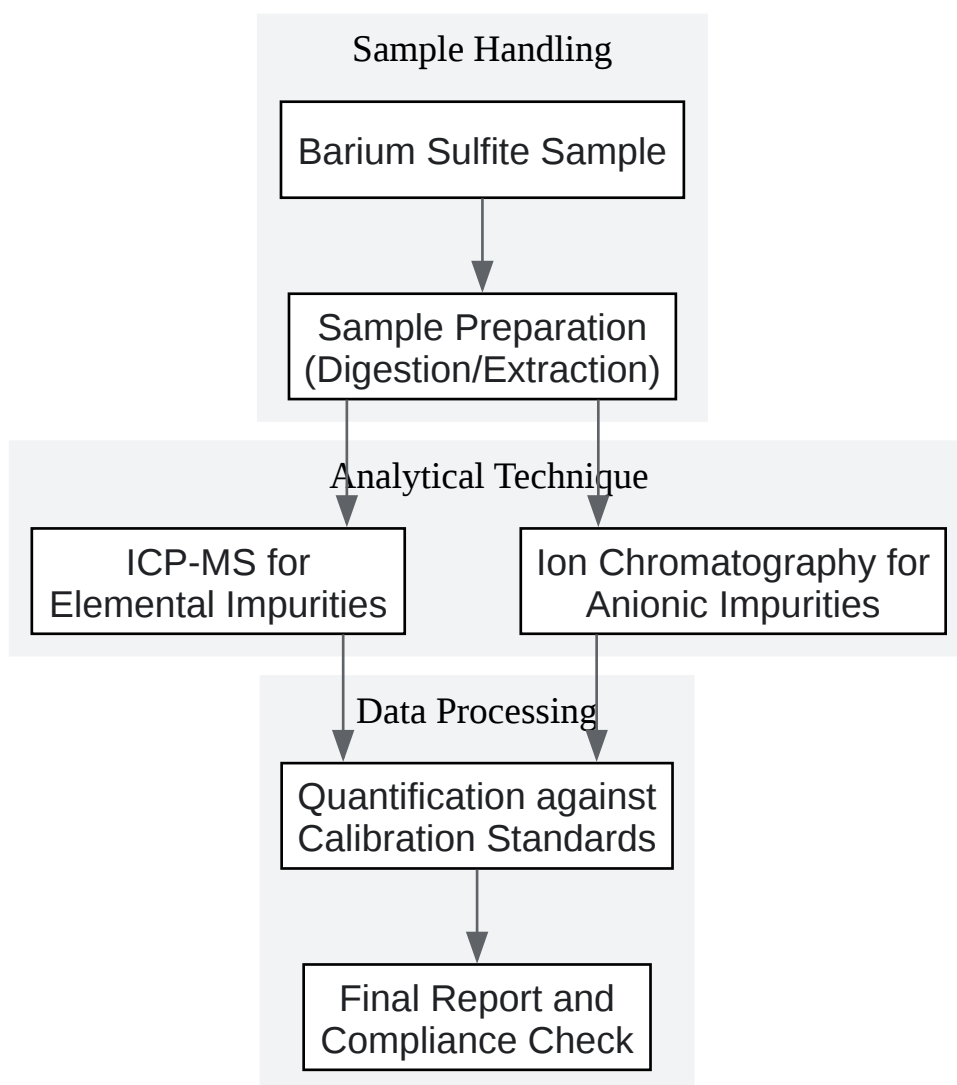 Sample Handling
Barium Sulfite Sample
Sample Preparation
(Digestion/Extraction)
Analytical Technique
ICP-MS for
Elemental Impurities
Ion Chromatography for
Anionic Impurities
Data Processing
Quantification against
Calibration Standards
Final Report and
Compliance Check